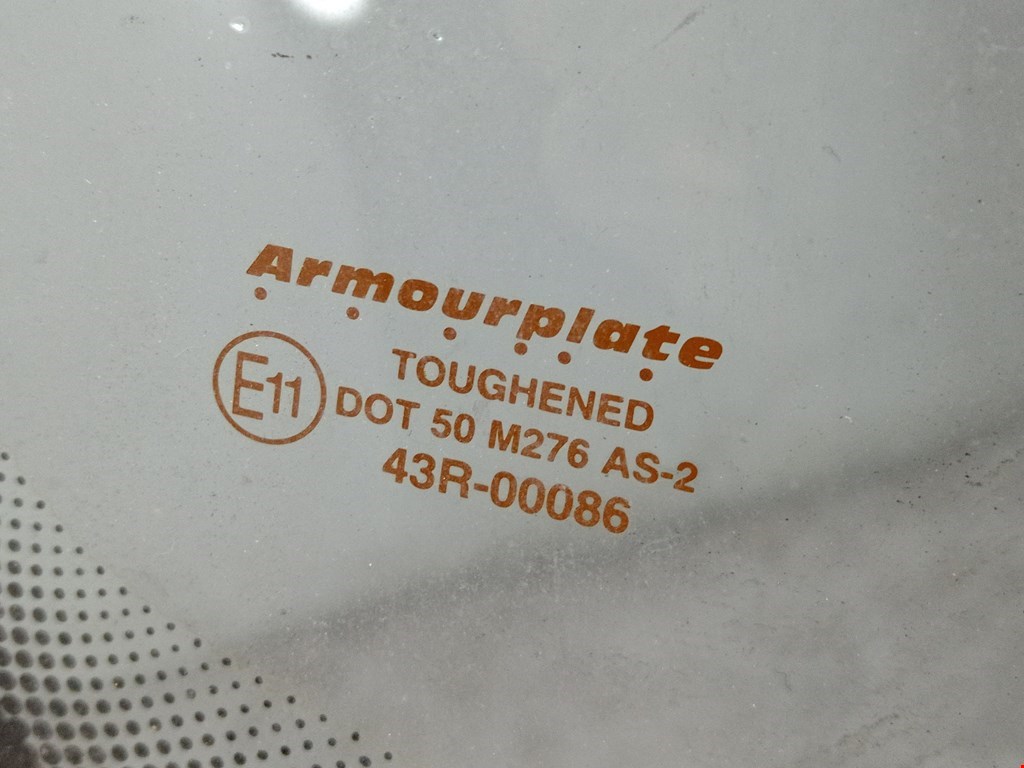 Armourplate
E11
TOUGHENED
DOT 50 M276 AS-2
43R-00086